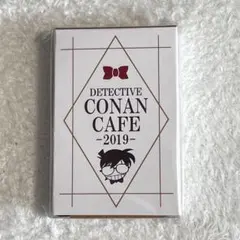 DETECTIVE
CONAN
CAFE
-2019-